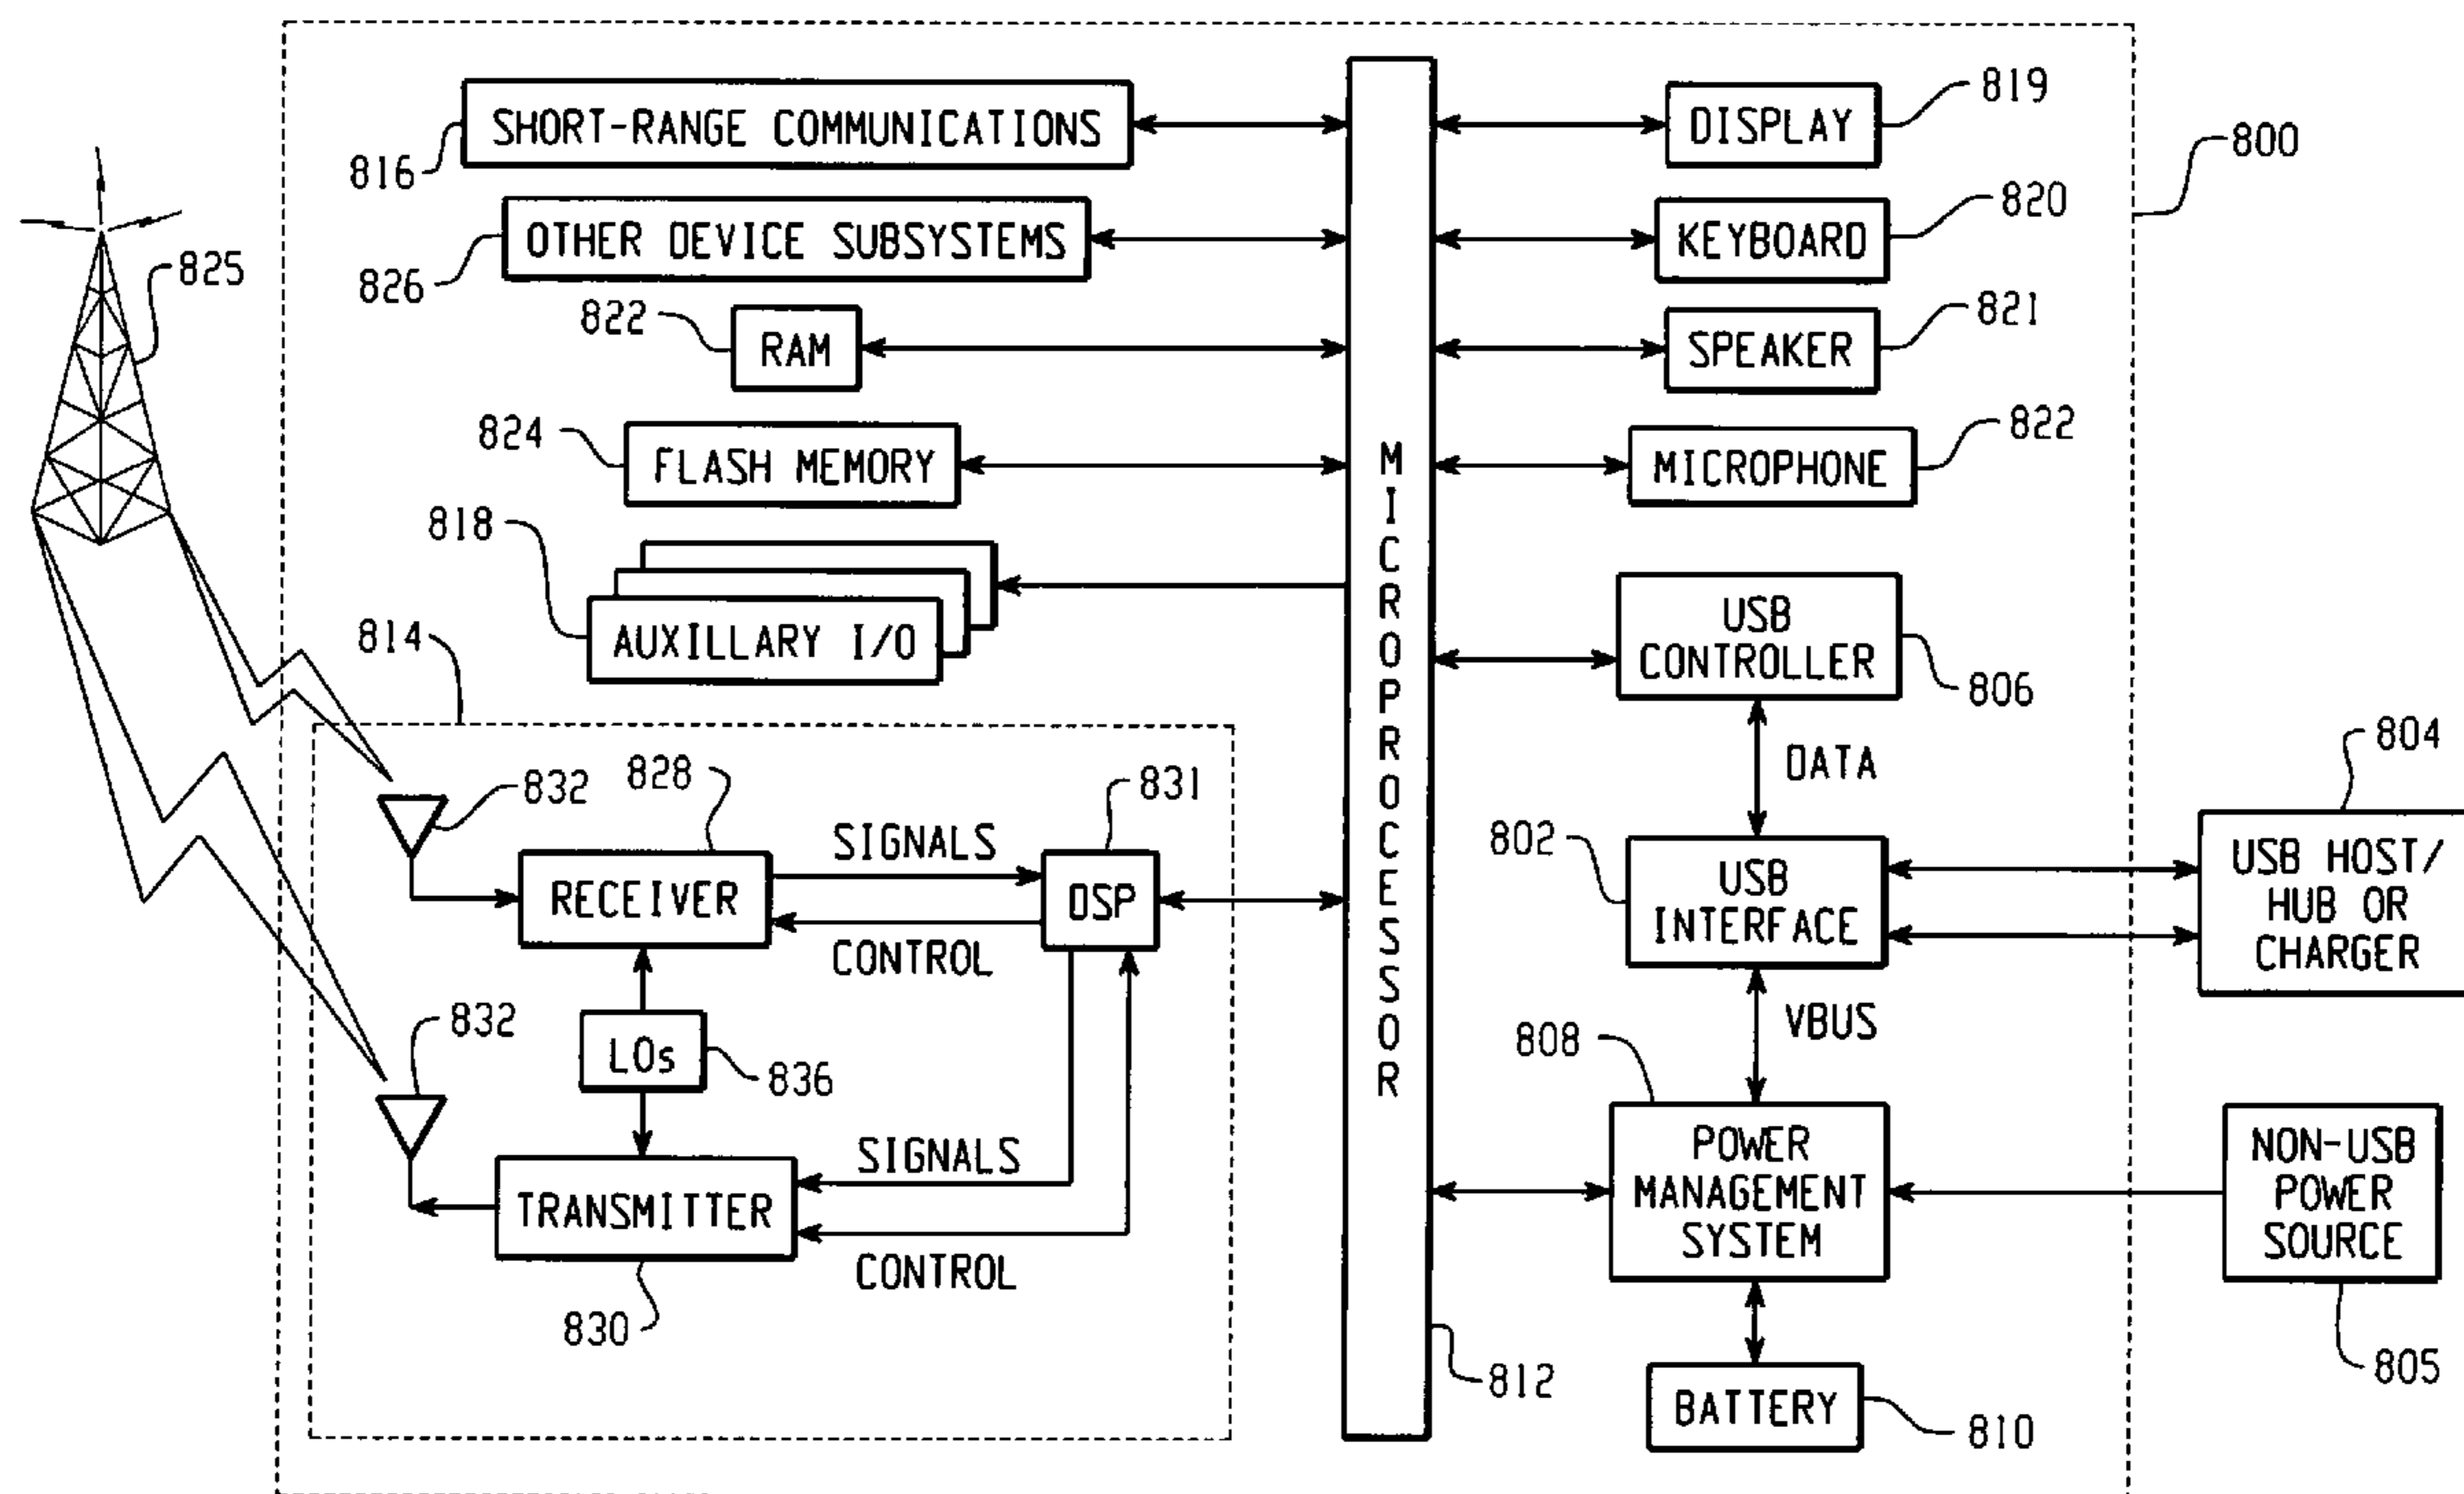 SHORT-RANGE COMMUNICATIONS
816
OTHER DEVICE SUBSYSTEMS
826
822
RAM
824
FLASH MEMORY
818
AUXILLARY I/O
814
825
DISPLAY
819
800
KEYBOARD
820
SPEAKER
821
MICROPHONE
822
MICROPROCESSOR
812
USB
CONTROLLER
806
DATA
802
USB
INTERFACE
804
USB HOST/
HUB OR
CHARGER
VBUS
808
POWER
MANAGEMENT
SYSTEM
NON-USB
POWER
SOURCE
805
BATTERY
810
832
828
RECEIVER
SIGNALS
CONTROL
831
DSP
832
LOs
836
TRANSMITTER
830
SIGNALS
CONTROL